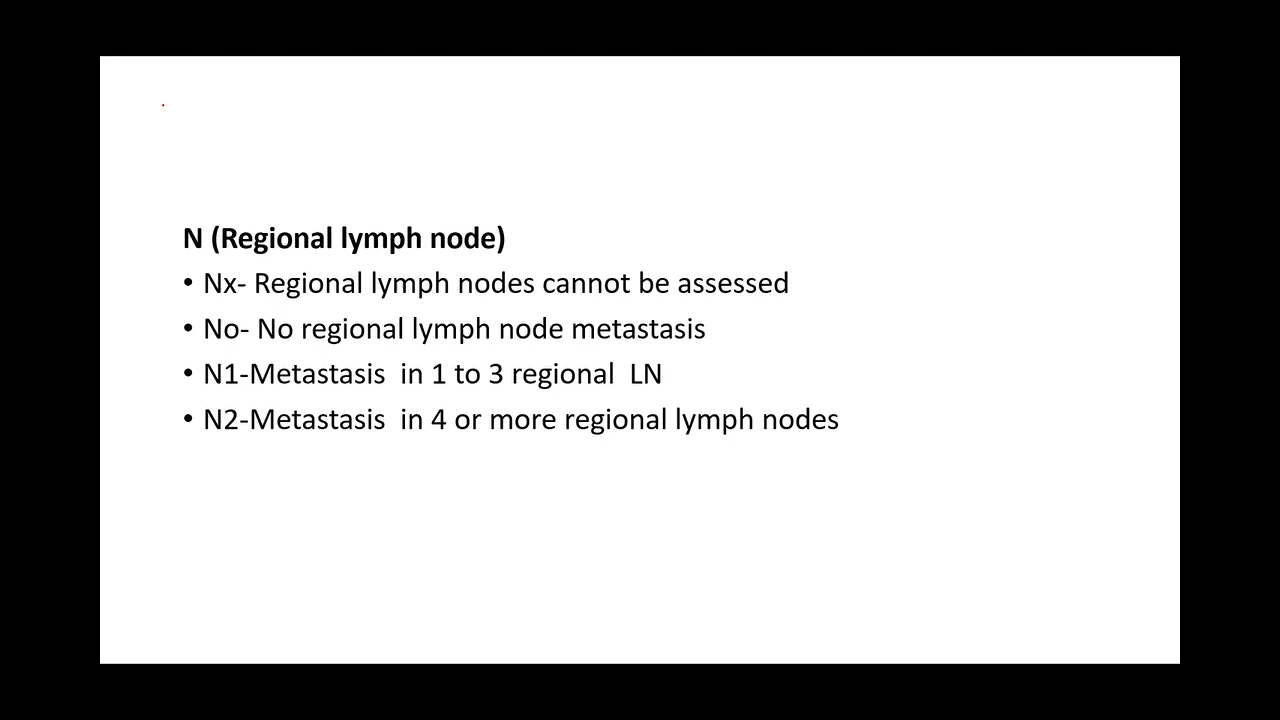 N (Regional lymph node)
• Nx- Regional lymph nodes cannot be assessed
• No- No regional lymph node metastasis
• N1-Metastasis  in 1 to 3 regional  LN
• N2-Metastasis  in 4 or more regional lymph nodes